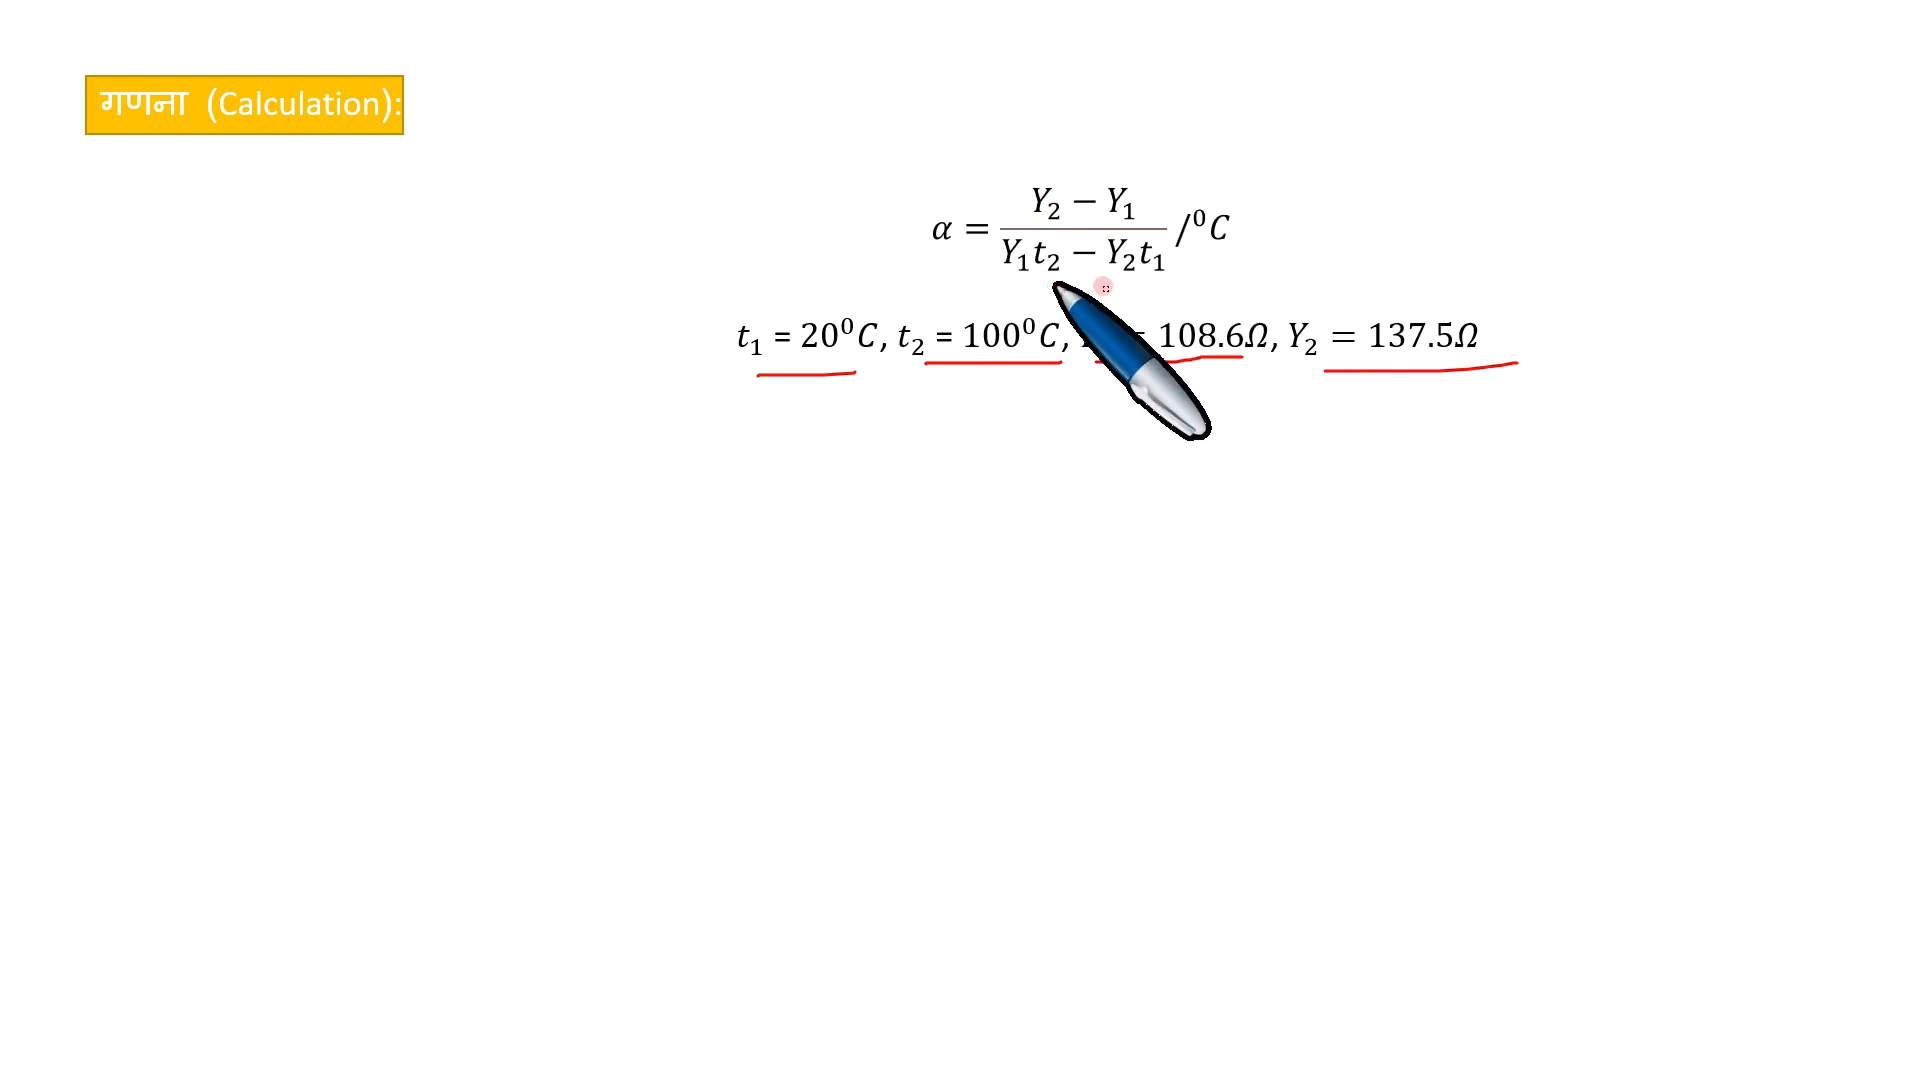 गणना (Calculation):
α = (Y₂ − Y₁) / (Y₁t₂ − Y₂t₁) /⁰C
t₁ = 20⁰C, t₂ = 100⁰C, = 108.6Ω, Y₂ = 137.5Ω